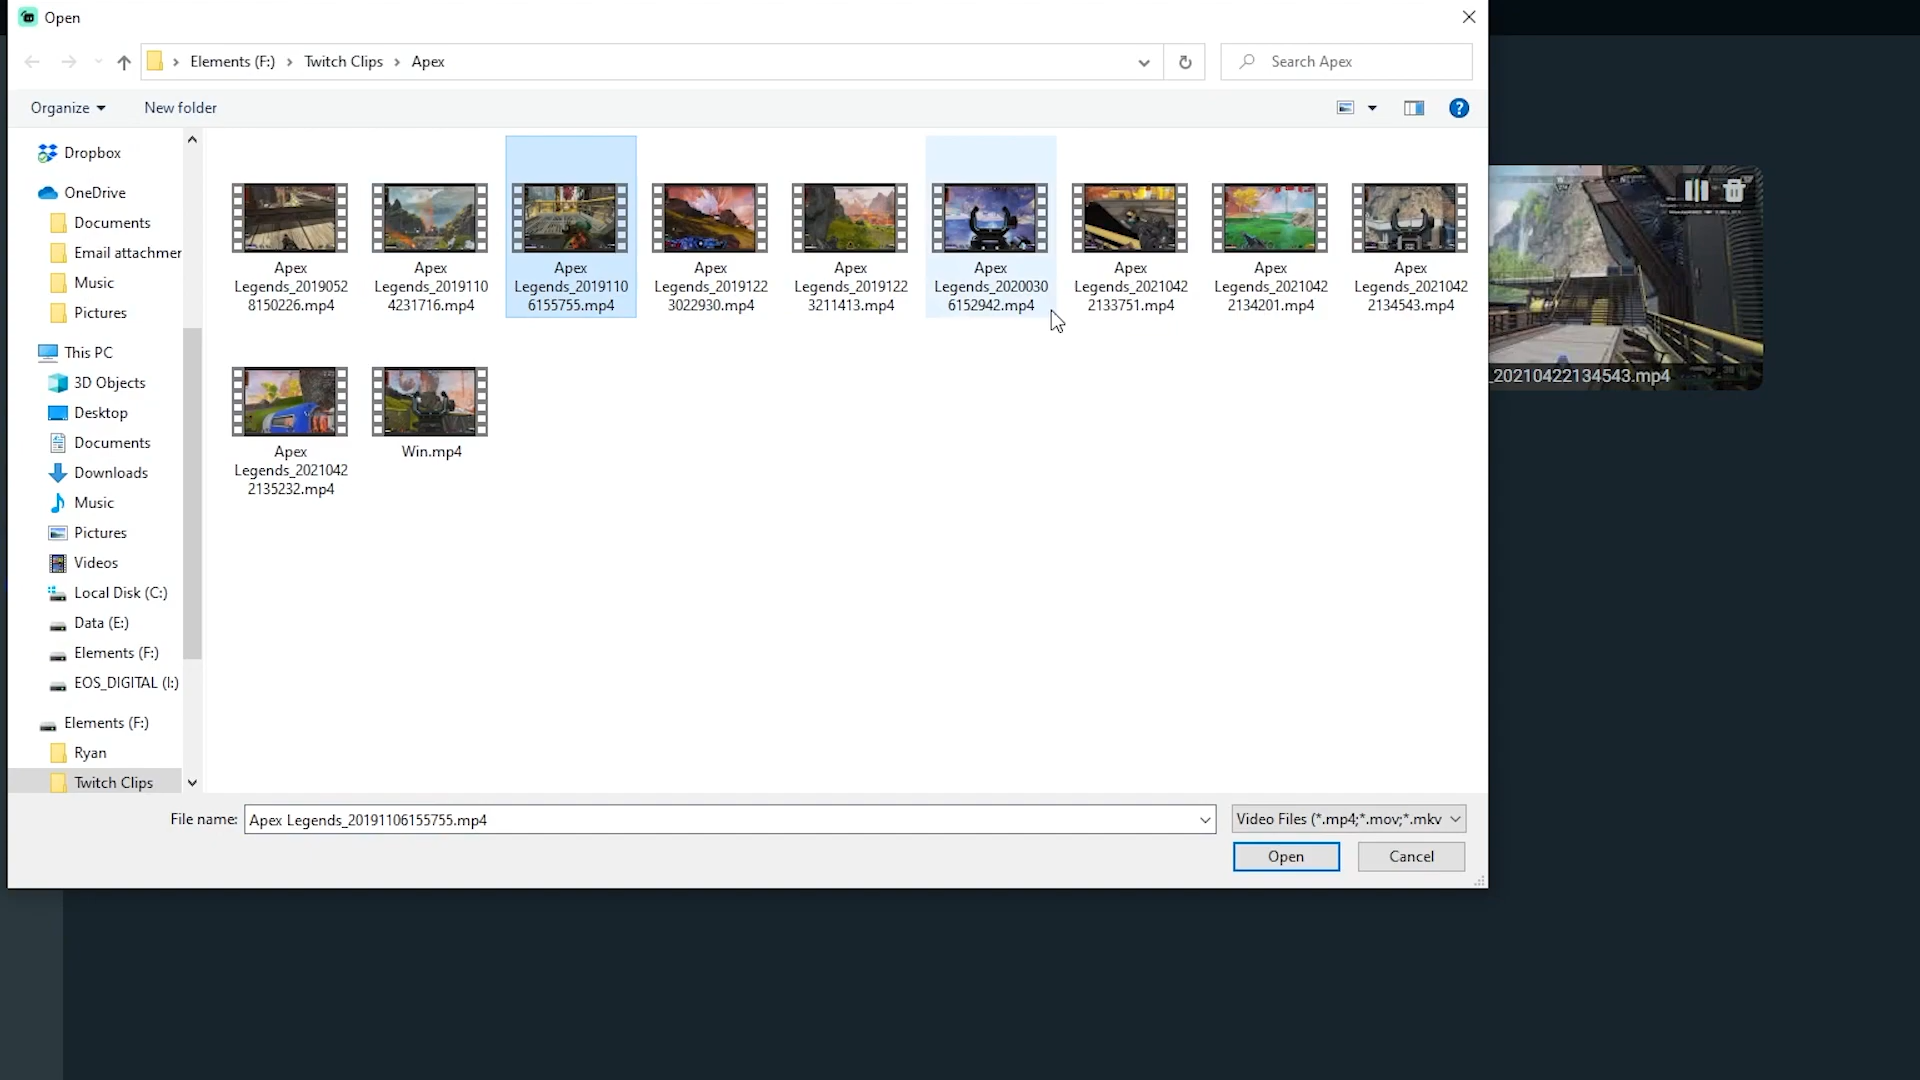 Open
Elements (F:) > Twitch Clips > Apex
Search Apex
Organize
New folder
Dropbox
OneDrive
Documents
Email attachmer
Music
Pictures
This PC
3D Objects
Desktop
Documents
Downloads
Music
Pictures
Videos
Local Disk (C:)
Data (E:)
Elements (F:)
EOS_DIGITAL (I:)
Elements (F:)
Ryan
Twitch Clips
Apex
Legends_2019052
8150226.mp4
Apex
Legends_2019110
4231716.mp4
Apex
Legends_2019110
6155755.mp4
Apex
Legends_2019122
3022930.mp4
Apex
Legends_2019122
3211413.mp4
Apex
Legends_2020030
6152942.mp4
Apex
Legends_2021042
2133751.mp4
Apex
Legends_2021042
2134201.mp4
Apex
Legends_2021042
2134543.mp4
Apex
Legends_2021042
2135232.mp4
Win.mp4
_20210422134543.mp4
File name: Apex Legends_20191106155755.mp4
Video Files (*.mp4;*.mov;*.mkv
Open
Cancel